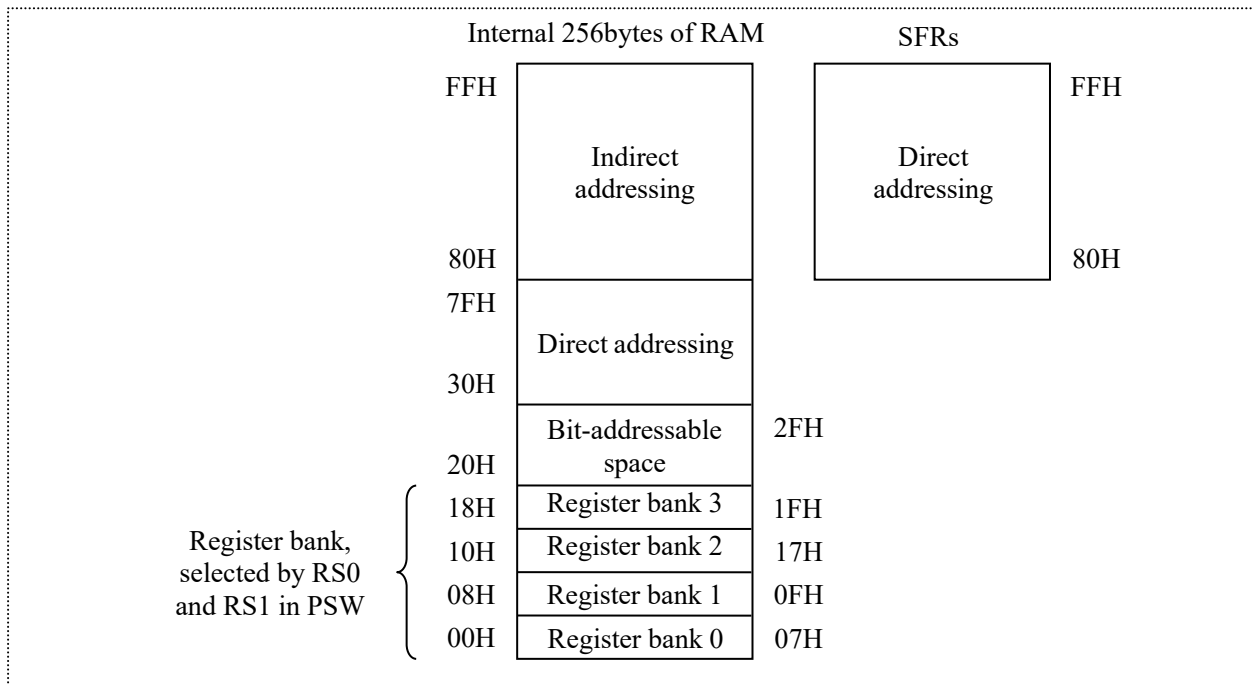 Internal 256bytes of RAM
SFRs
FFH
FFH
Indirect
addressing
Direct
addressing
80H
80H
7FH
Direct addressing
30H
Bit-addressable
space
2FH
20H
18H
Register bank 3
1FH
Register bank,
selected by RS0
and RS1 in PSW
10H
Register bank 2
17H
08H
Register bank 1
0FH
00H
Register bank 0
07H